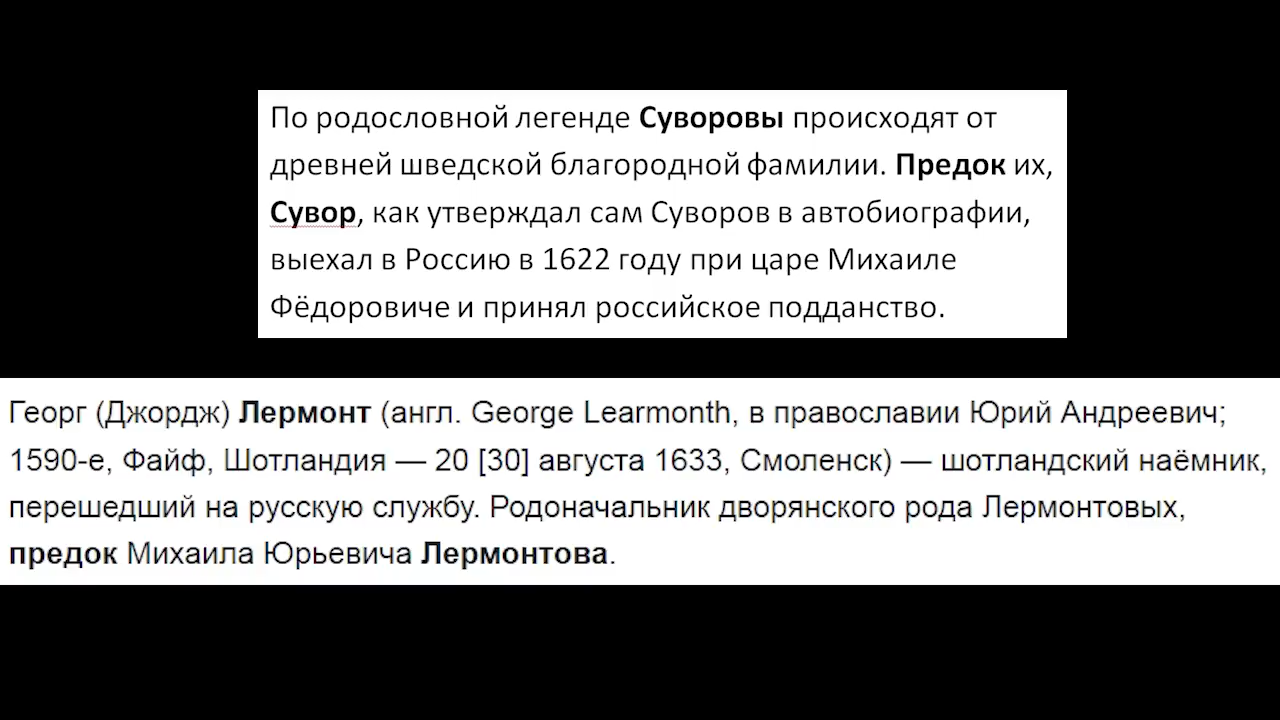 По родословной легенде Суворовы происходят от
древней шведской благородной фамилии. Предок их,
Сувор, как утверждал сам Суворов в автобиографии,
выехал в Россию в 1622 году при царе Михаиле
Фёдоровиче и принял российское подданство.
Георг (Джордж) Лермонт (англ. George Learmonth, в православии Юрий Андреевич;
1590-е, Файф, Шотландия — 20 [30] августа 1633, Смоленск) — шотландский наёмник,
перешедший на русскую службу. Родоначальник дворянского рода Лермонтовых,
предок Михаила Юрьевича Лермонтова.